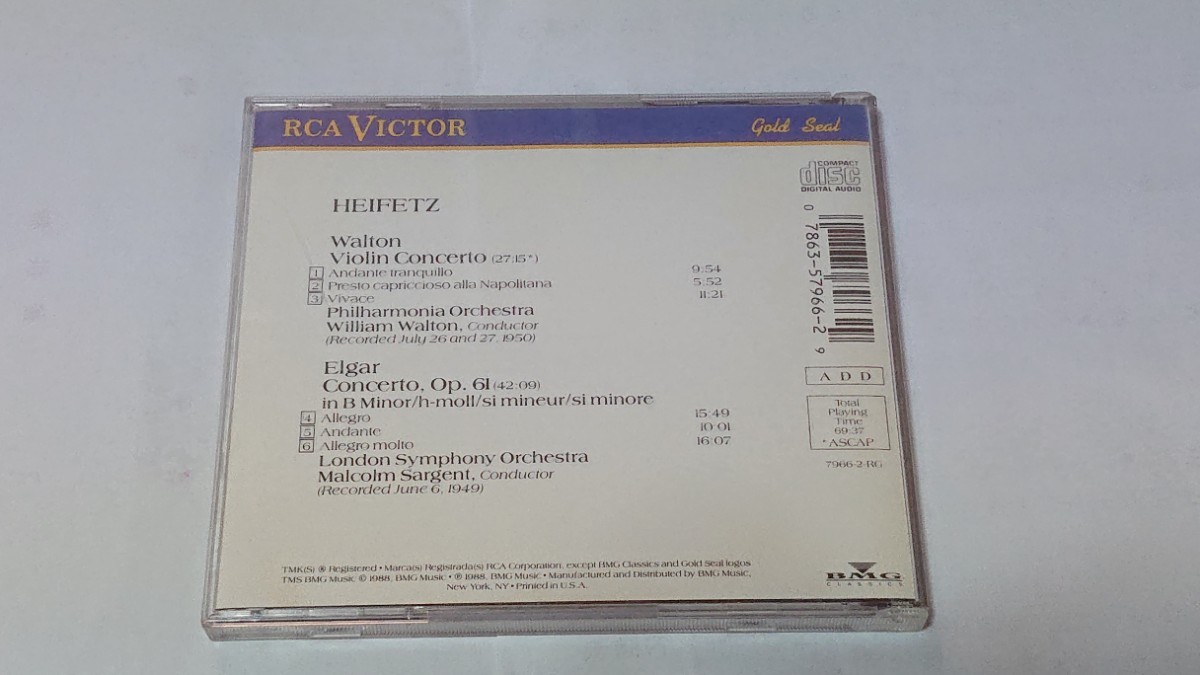 RCA VICTOR
Gold Seal
COMPACT
disc
DIGITAL AUDIO
HEIFETZ
Walton
Violin Concerto (27:15*)
1 Andante tranquillo 9:54
2 Presto capriccioso alla Napolitana 5:52
3 Vivace 11:21
Philharmonia Orchestra
William Walton, Conductor
(Recorded July 26 and 27, 1950)
Elgar
Concerto, Op. 61 (42:09)
in B Minor/h-moll/si mineur/si minore
4 Allegro 15:49
5 Andante 10:01
6 Allegro molto 16:07
London Symphony Orchestra
Malcolm Sargent, Conductor
(Recorded June 6, 1949)
0 7863-57966-2 9
A D D
Total
Playing
Time
69:37
*ASCAP
7966-2-RG
TMK(S) ® Registered • Marca(s) Registrada(s) RCA Corporation, except BMG Classics and Gold Seal logos
TMS BMG Music © 1988, BMG Music • ℗ 1988, BMG Music • Manufactured and Distributed by BMG Music,
New York, NY • Printed in U.S.A.
BMG
CLASSICS